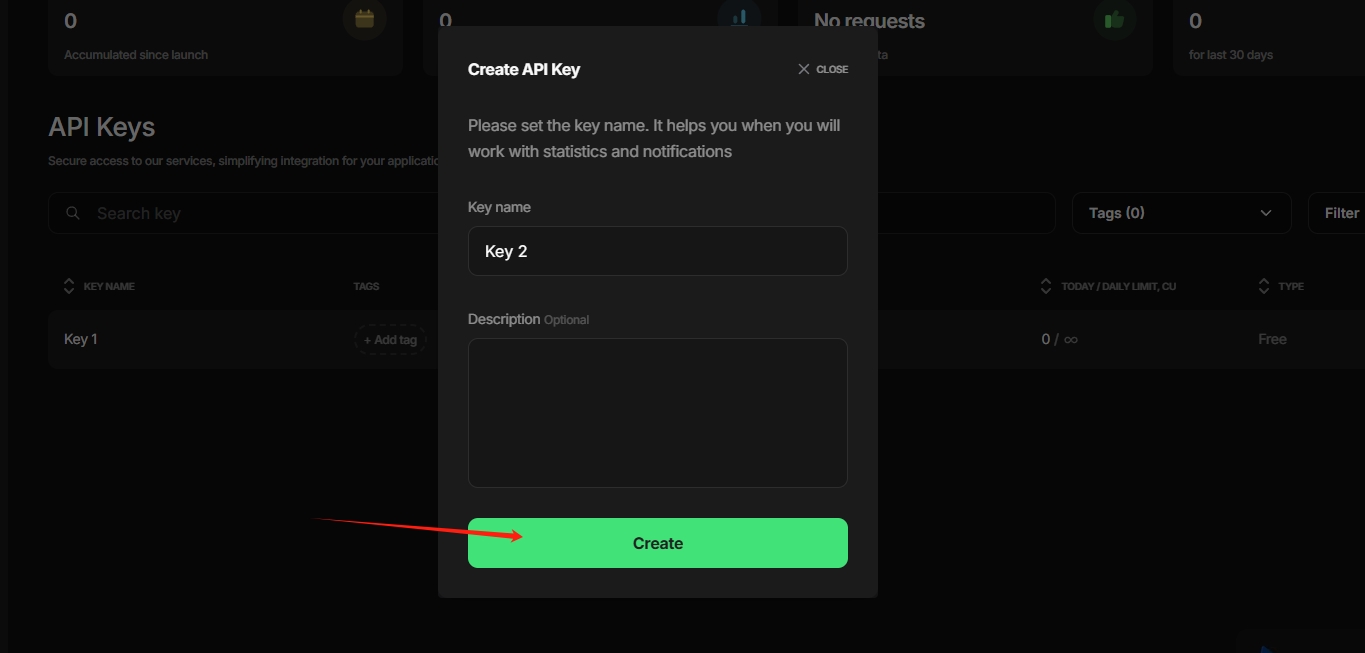 0
0
No requests
0
Accumulated since launch
ta
for last 30 days
Create API Key
CLOSE
API Keys
Please set the key name. It helps you when you will
work with statistics and notifications
Secure access to our services, simplifying integration for your applicatio
Key name
Search key
Tags (0)
Filter
Key 2
KEY NAME
TAGS
TODAY / DAILY LIMIT, CU
TYPE
Description Optional
Key 1
+ Add tag
0 / ∞
Free
Create